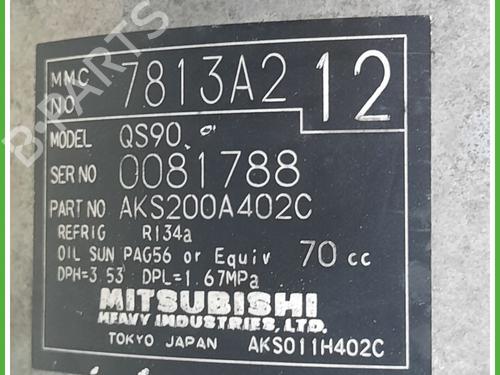 MMC NO. 7813A2 12
MODEL QS90
SER NO 0081788
PART NO AKS200A402C
REFRIG R134a
OIL SUN PAG56 or Equiv 70 cc
DPH=3.53 DPL=1.67MPa
MITSUBISHI
HEAVY INDUSTRIES, LTD.
TOKYO JAPAN AKS011H402C
B-PARTS